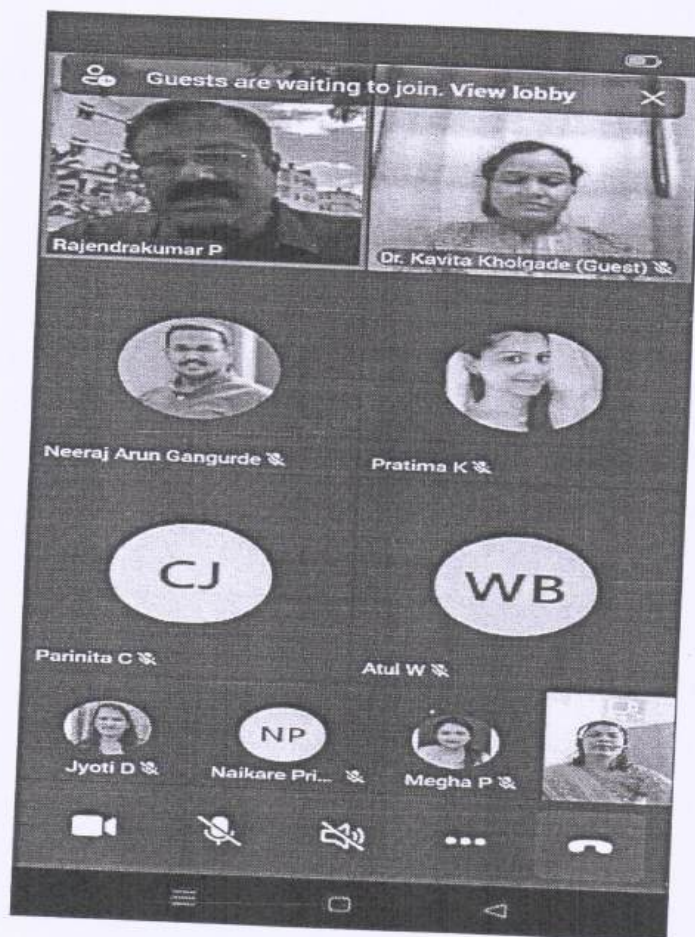 Guests are waiting to join. View lobby
Rajendrakumar P
Dr. Kavita Kholgade (Guest)
Neeraj Arun Gangurde
Pratima K
CJ
WB
Parinita C
Atul W
NP
Jyoti D
Naikare Pri...
Megha P